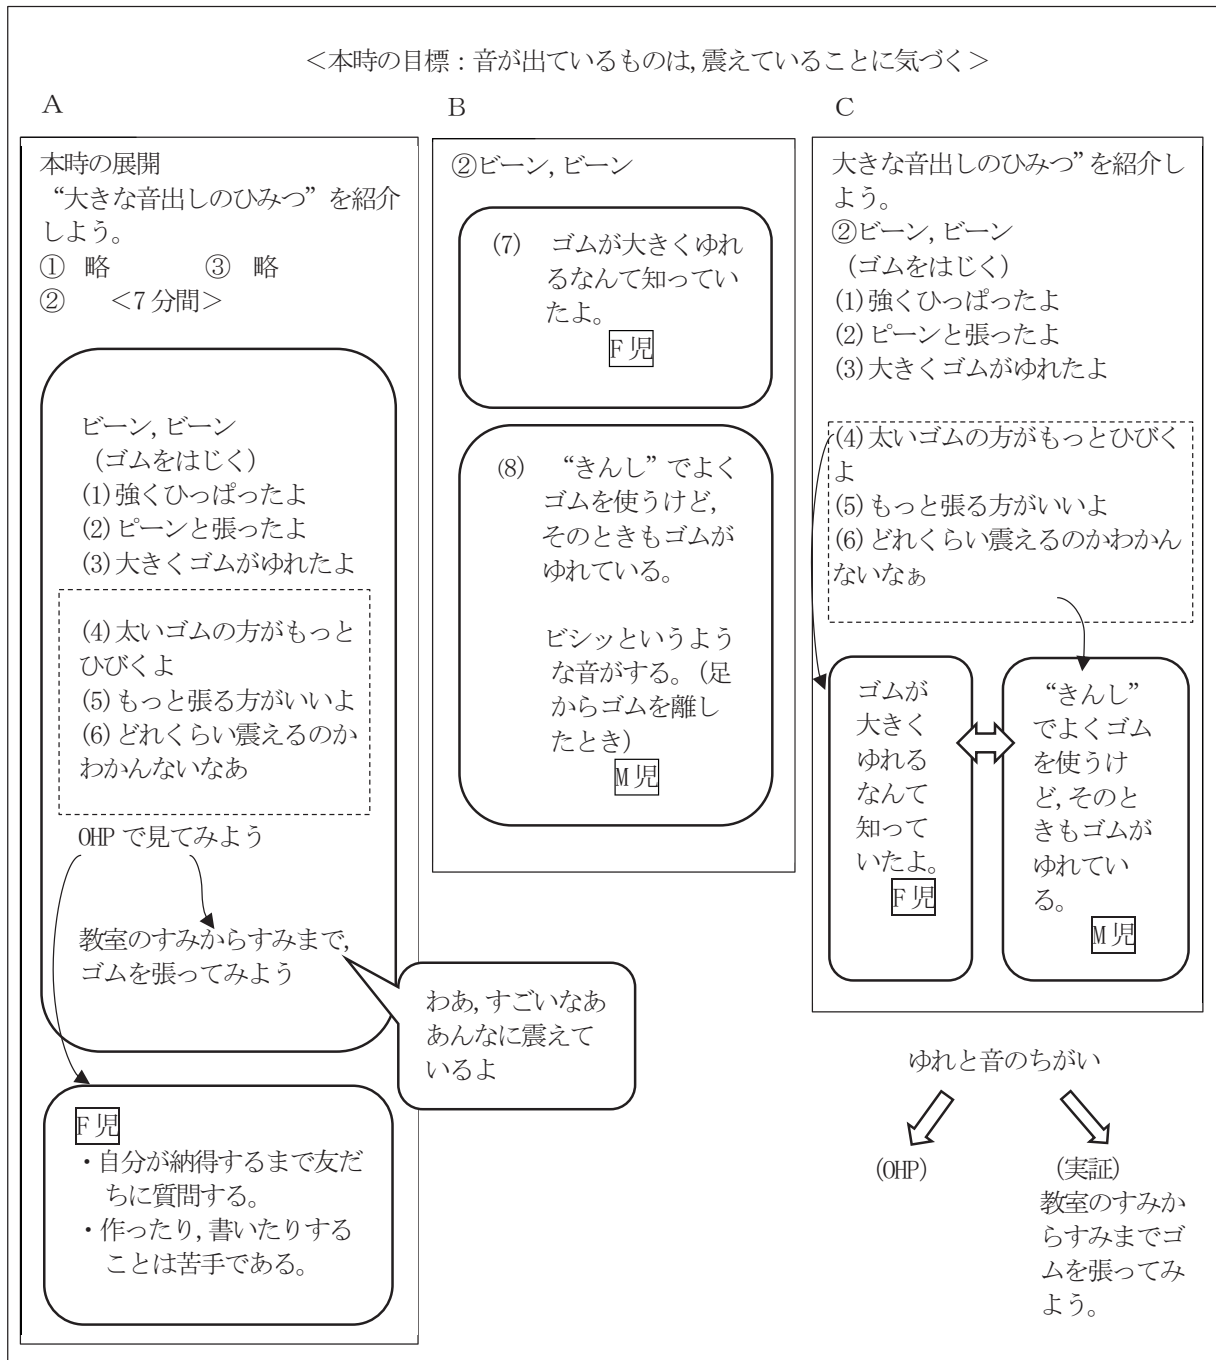 ＜本時の目標：音が出ているものは,震えていることに気づく＞
A
本時の展開
“大きな音出しのひみつ”を紹介
しよう。
① 略 ③ 略
② ＜7分間＞
ビーン,ビーン
（ゴムをはじく）
(1)強くひっぱったよ
(2)ピーンと張ったよ
(3)大きくゴムがゆれたよ
(4)太いゴムの方がもっと
ひびくよ
(5)もっと張る方がいいよ
(6)どれくらい震えるのか
わかんないなあ
OHPで見てみよう
教室のすみからすみまで,
ゴムを張ってみよう
わあ,すごいなあ
あんなに震えて
いるよ
F児
・自分が納得するまで友だ
ちに質問する。
・作ったり,書いたりする
ことは苦手である。
B
②ビーン,ビーン
(7) ゴムが大きくゆれ
るなんて知ってい
たよ。
F児
(8) “きんし”でよく
ゴムを使うけど,
そのときもゴムが
ゆれている。
ビシッというよう
な音がする。（足
からゴムを離し
たとき）
M児
C
大きな音出しのひみつ”を紹介し
よう。
②ビーン,ビーン
（ゴムをはじく）
(1)強くひっぱったよ
(2)ピーンと張ったよ
(3)大きくゴムがゆれたよ
(4)太いゴムの方がもっとひびく
よ
(5)もっと張る方がいいよ
(6)どれくらい震えるのかわかん
ないなぁ
ゴムが
大きく
ゆれる
なんて
知って
いたよ。
F児
“きんし”
でよくゴム
を使うけ
ど,そのと
きもゴムが
ゆれてい
る。
M児
ゆれと音のちがい
(OHP)
（実証）
教室のすみか
らすみまでゴ
ムを張ってみ
よう。